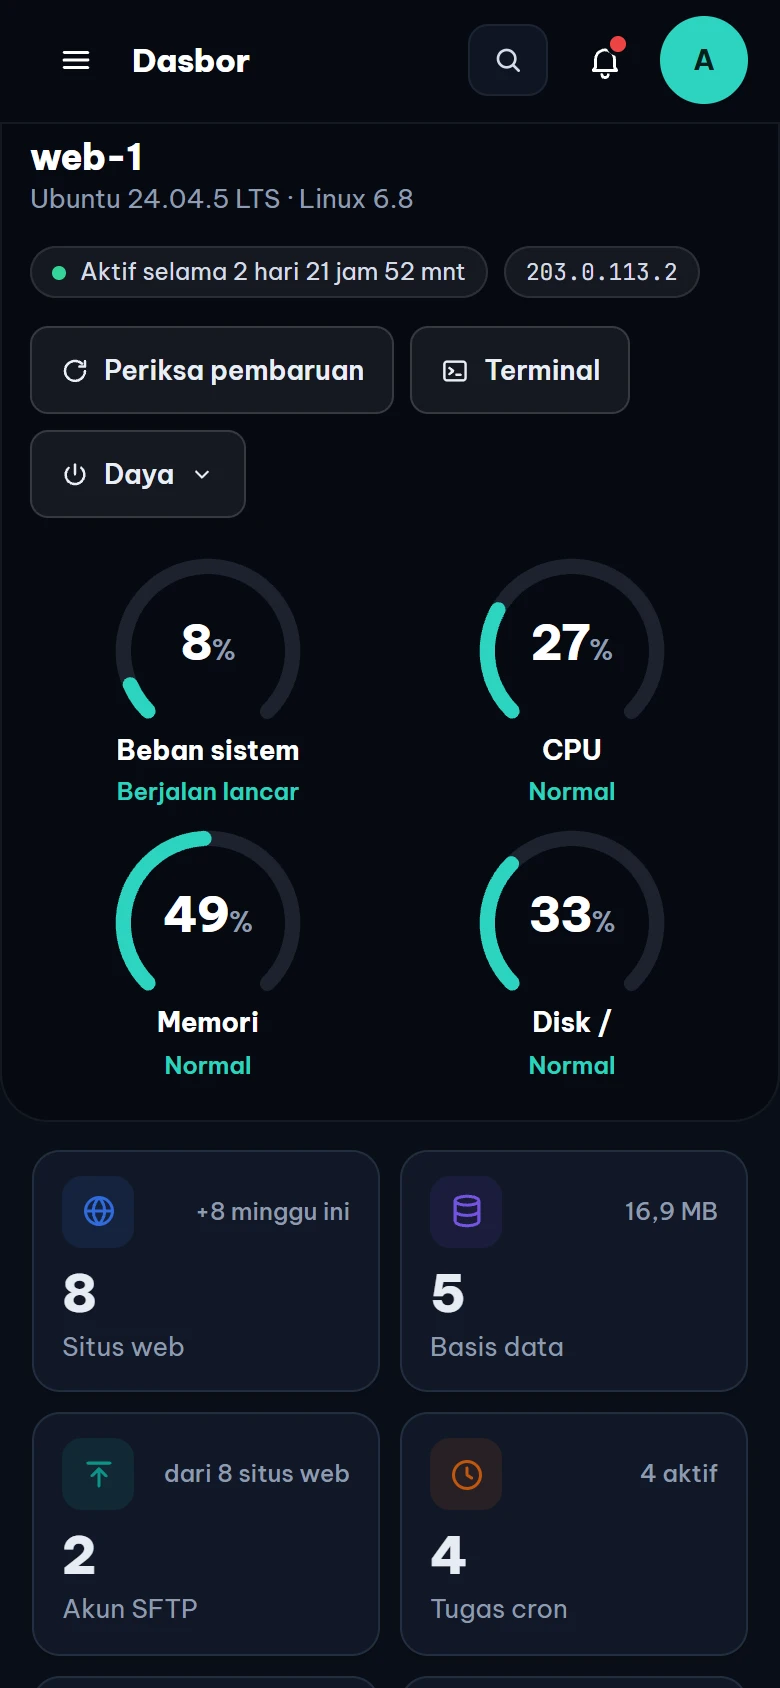 Dasbor
A
web-1
Ubuntu 24.04.5 LTS · Linux 6.8
Aktif selama 2 hari 21 jam 52 mnt
203.0.113.2
Periksa pembaruan
Terminal
Daya
8%
Beban sistem
Berjalan lancar
27%
CPU
Normal
49%
Memori
Normal
33%
Disk /
Normal
+8 minggu ini
8
Situs web
16,9 MB
5
Basis data
dari 8 situs web
2
Akun SFTP
4 aktif
4
Tugas cron